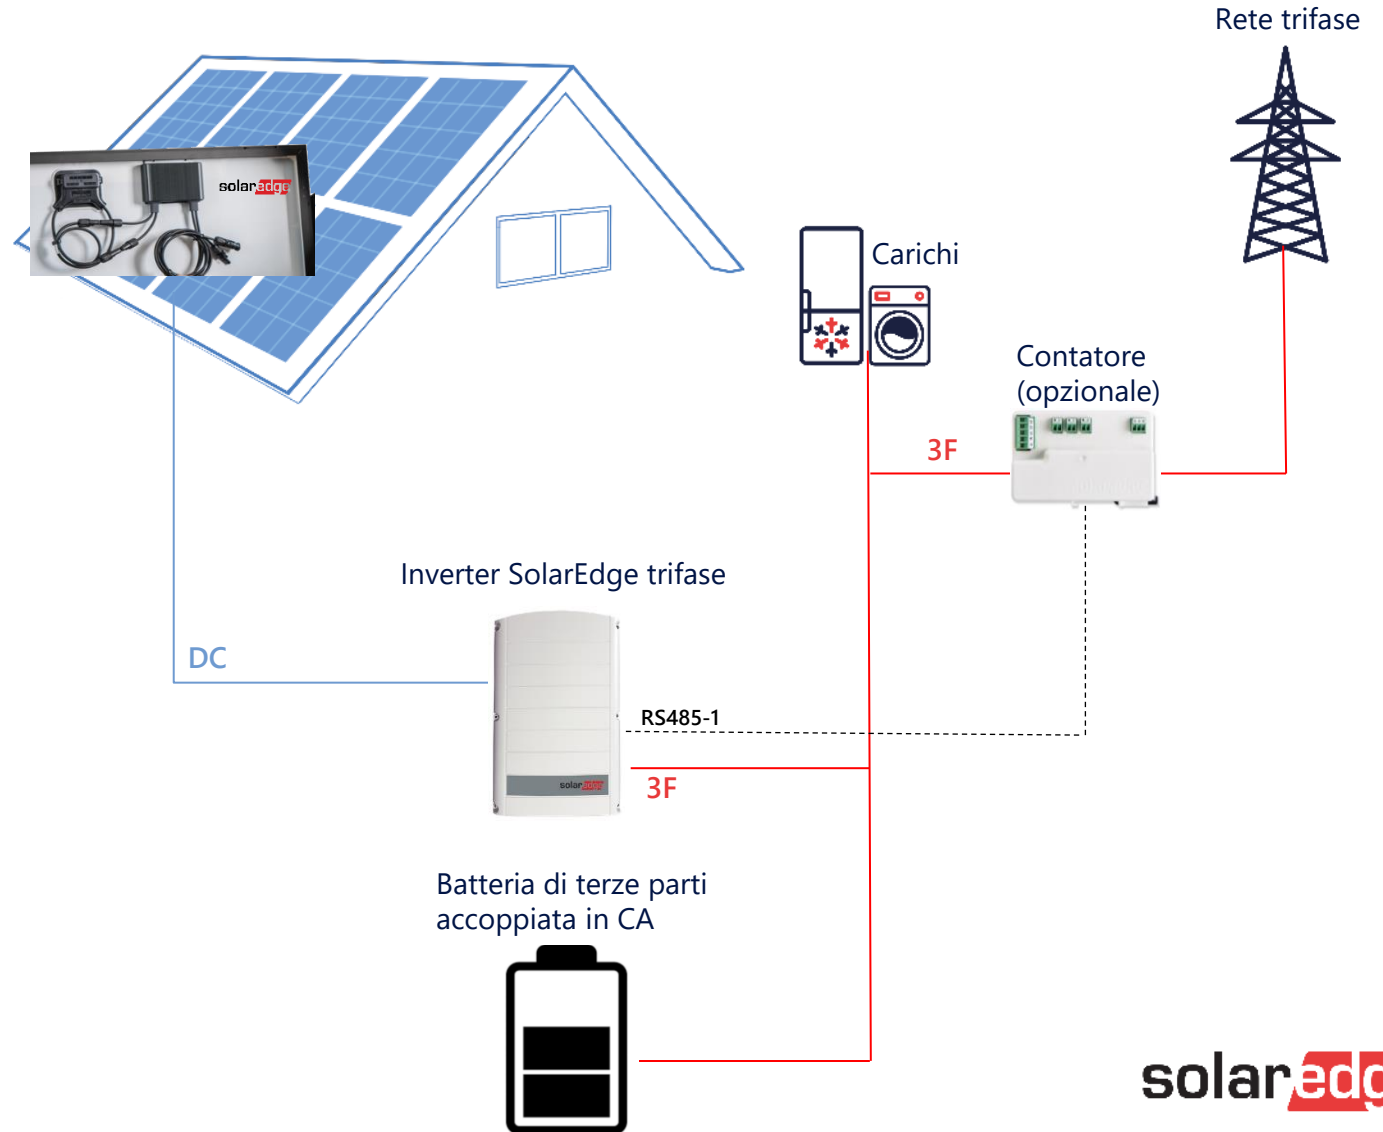 Rete trifase
solaredge
Carichi
Contatore
(opzionale)
3F
Inverter SolarEdge trifase
DC
RS485-1
solaredge
3F
Batteria di terze parti
accoppiata in CA
solaredg